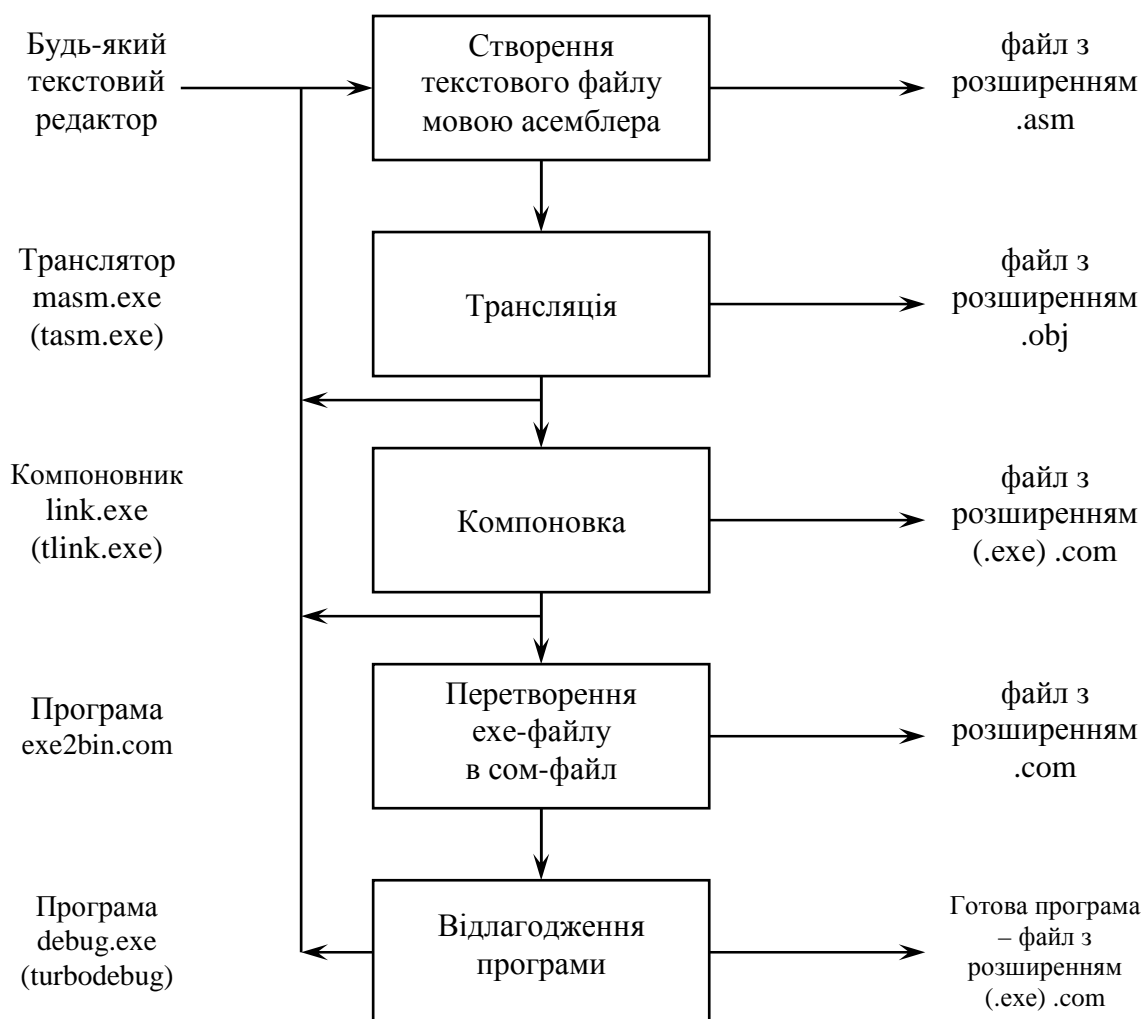 Будь-який
текстовий
редактор
Створення
текстового файлу
мовою асемблера
файл з
розширенням
.asm
Транслятор
masm.exe
(tasm.exe)
Трансляція
файл з
розширенням
.obj
Компоновник
link.exe
(tlink.exe)
Компоновка
файл з
розширенням
(.exe) .com
Програма
exe2bin.com
Перетворення
exe-файлу
в com-файл
файл з
розширенням
.com
Програма
debug.exe
(turbodebug)
Відлагодження
програми
Готова програма
– файл з
розширенням
(.exe) .com